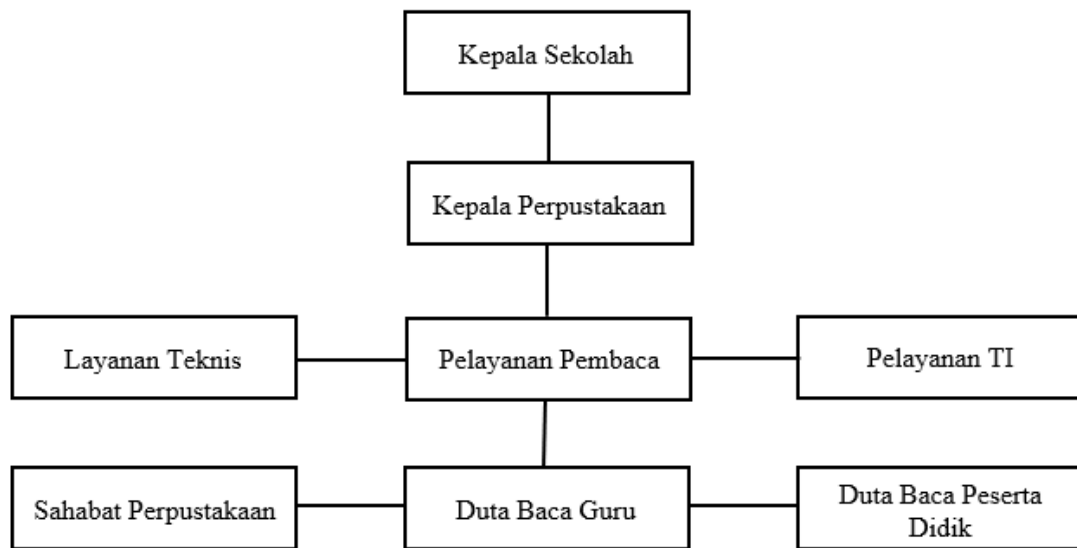 Kepala Sekolah
Kepala Perpustakaan
Layanan Teknis
Pelayanan Pembaca
Pelayanan TI
Sahabat Perpustakaan
Duta Baca Guru
Duta Baca Peserta
Didik